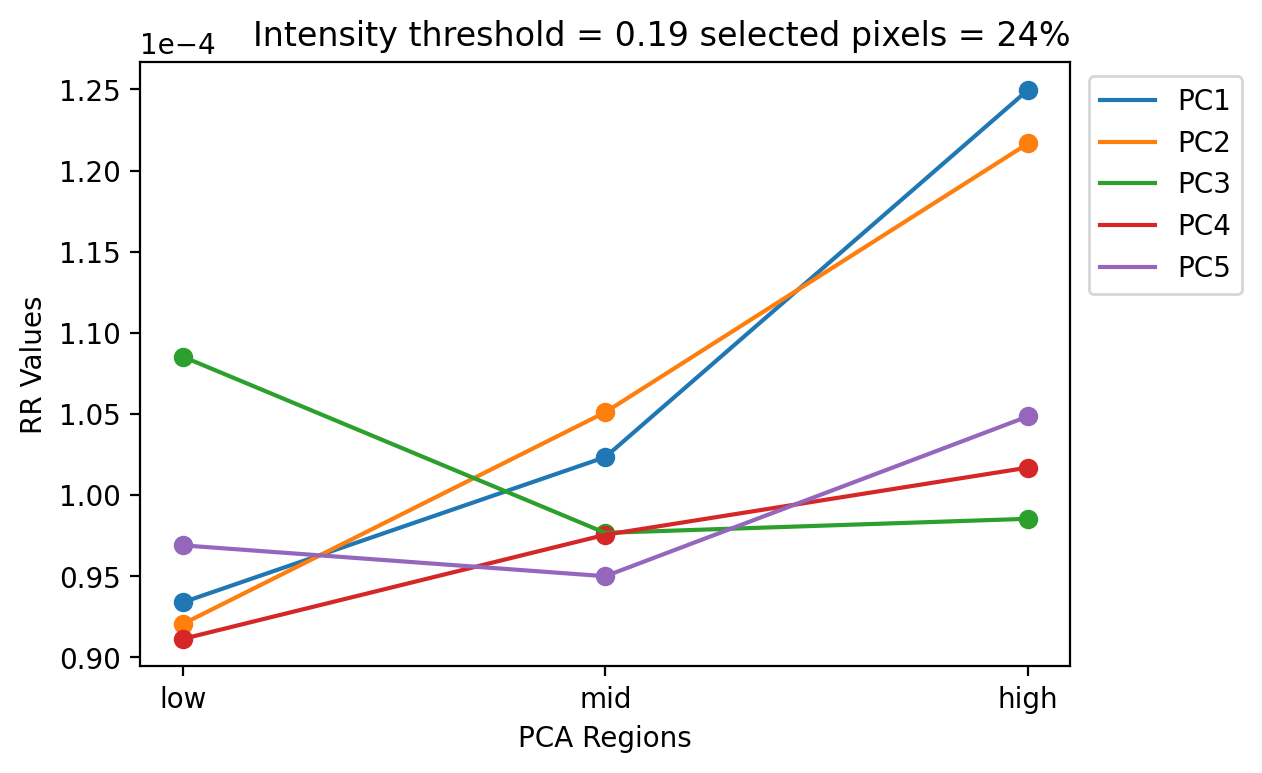 Intensity threshold = 0.19 selected pixels = 24%
1e−4
1.25
1.20
1.15
1.10
1.05
1.00
0.95
0.90
RR Values
low
mid
high
PCA Regions
PC1
PC2
PC3
PC4
PC5